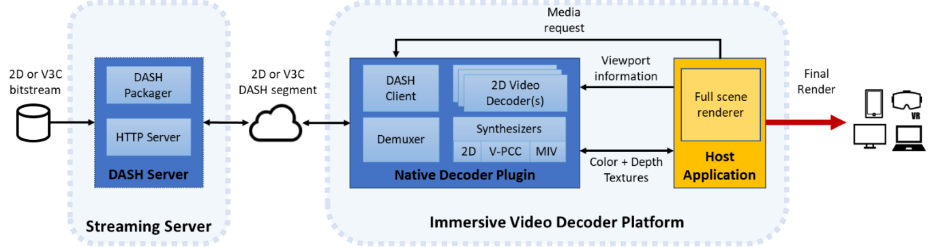 2D or V3C
bitstream
DASH
Packager
HTTP Server
DASH Server
Streaming Server
2D or V3C
DASH segment
Media
request
DASH
Client
2D Video
Decoder(s)
Demuxer
Synthesizers
2D V-PCC MIV
Native Decoder Plugin
Viewport
information
Color + Depth
Textures
Full scene
renderer
Host
Application
Immersive Video Decoder Platform
Final
Render
VR